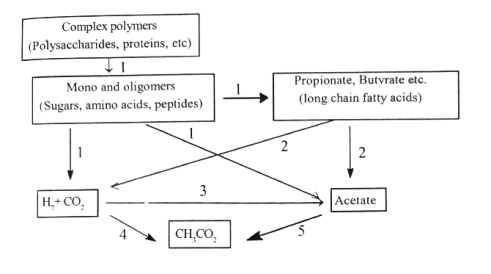 Complex polymers
(Polysaccharides, proteins, etc)
1
Mono and oligomers
(Sugars, amino acids, peptides)
1
Propionate, Butyrate etc.
(long chain fatty acids)
1
1
2
2
H₂+ CO₂
3
Acetate
4
CH₃CO₂
5